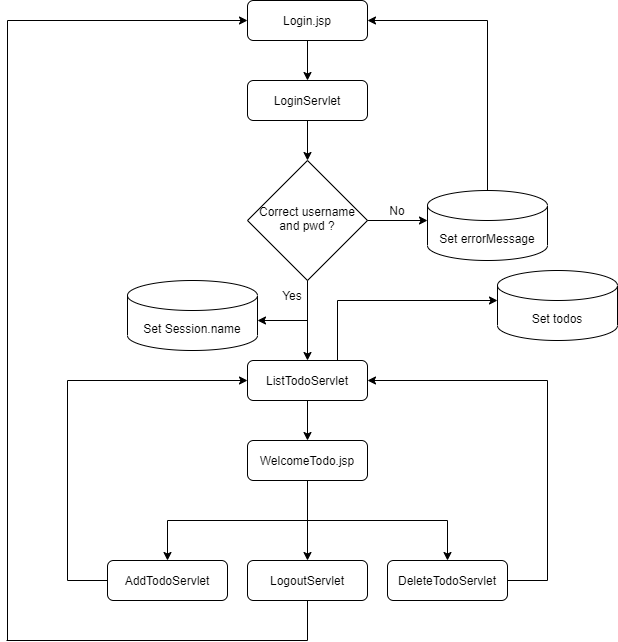 Login.jsp
LoginServlet
Correct username
and pwd ?
No
Set errorMessage
Yes
Set Session.name
Set todos
ListTodoServlet
WelcomeTodo.jsp
AddTodoServlet
LogoutServlet
DeleteTodoServlet